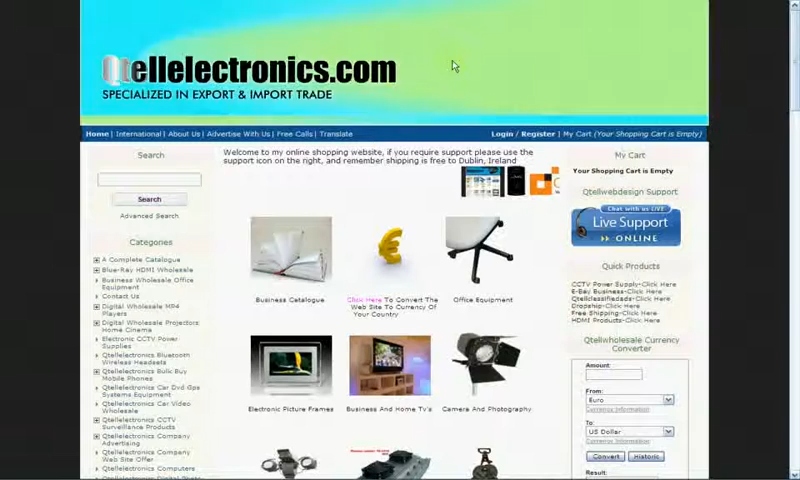 Qtellelectronics.com
SPECIALIZED IN EXPORT & IMPORT TRADE
Home | International | About Us | Advertise With Us | Free Calls | Translate
Login / Register | My Cart (Your Shopping Cart is Empty)
Search
Search
Advanced Search
Categories
A Complete Catalogue
Blue-Ray HDMI Wholesale
Business Wholesale Office
Equipment
Contact Us
Digital Wholesale MP4
Players
Digital Wholesale Projectors
Home Cinema
Electronic CCTV Power
Supplies
Qtellelectronics Bluetooth
Wireless Headsets
Qtellelectronics Bulk Buy
Mobile Phones
Qtellelectronics Car Dvd Gps
Systems Equipment
Qtellelectronics Car Video
Wholesale
Qtellelectronics CCTV
Surveillance Products
Qtellelectronics Company
Advertising
Qtellelectronics Company
Web Site Offer
Qtellelectronics Computers
Welcome to my online shopping website, if you require support please use the
support icon on the right, and remember shipping is free to Dublin, Ireland
Business Catalogue
Click Here To Convert The
Web Site To Currency Of
Your Country
Office Equipment
Electronic Picture Frames
Business And Home Tv's
Camera And Photography
My Cart
Your Shopping Cart is Empty
Qtellwebdesign Support
Chat with us LIVE
Live Support
ONLINE
Quick Products
CCTV Power Supply-Click Here
E-Bay Business-Click Here
Qtellclassifiedads-Click Here
Dropship-Click Here
Free Shipping-Click Here
HDMI Products-Click Here
Qtellwholesale Currency
Converter
Amount:
From:
Euro
Currency Information
To:
US Dollar
Currency Information
Convert
Historic
Result: